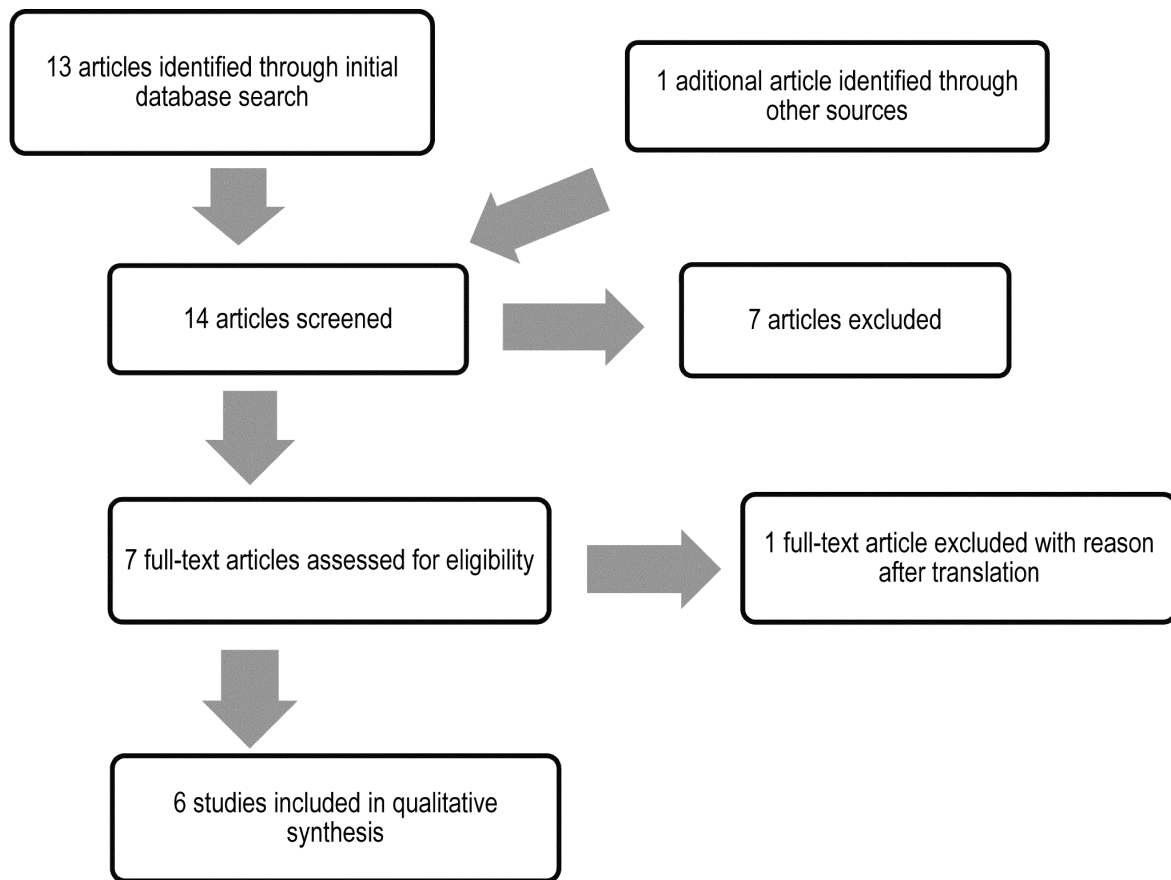 13 articles identified through initial
database search
1 aditional article identified through
other sources
14 articles screened
7 articles excluded
7 full-text articles assessed for eligibility
1 full-text article excluded with reason
after translation
6 studies included in qualitative
synthesis